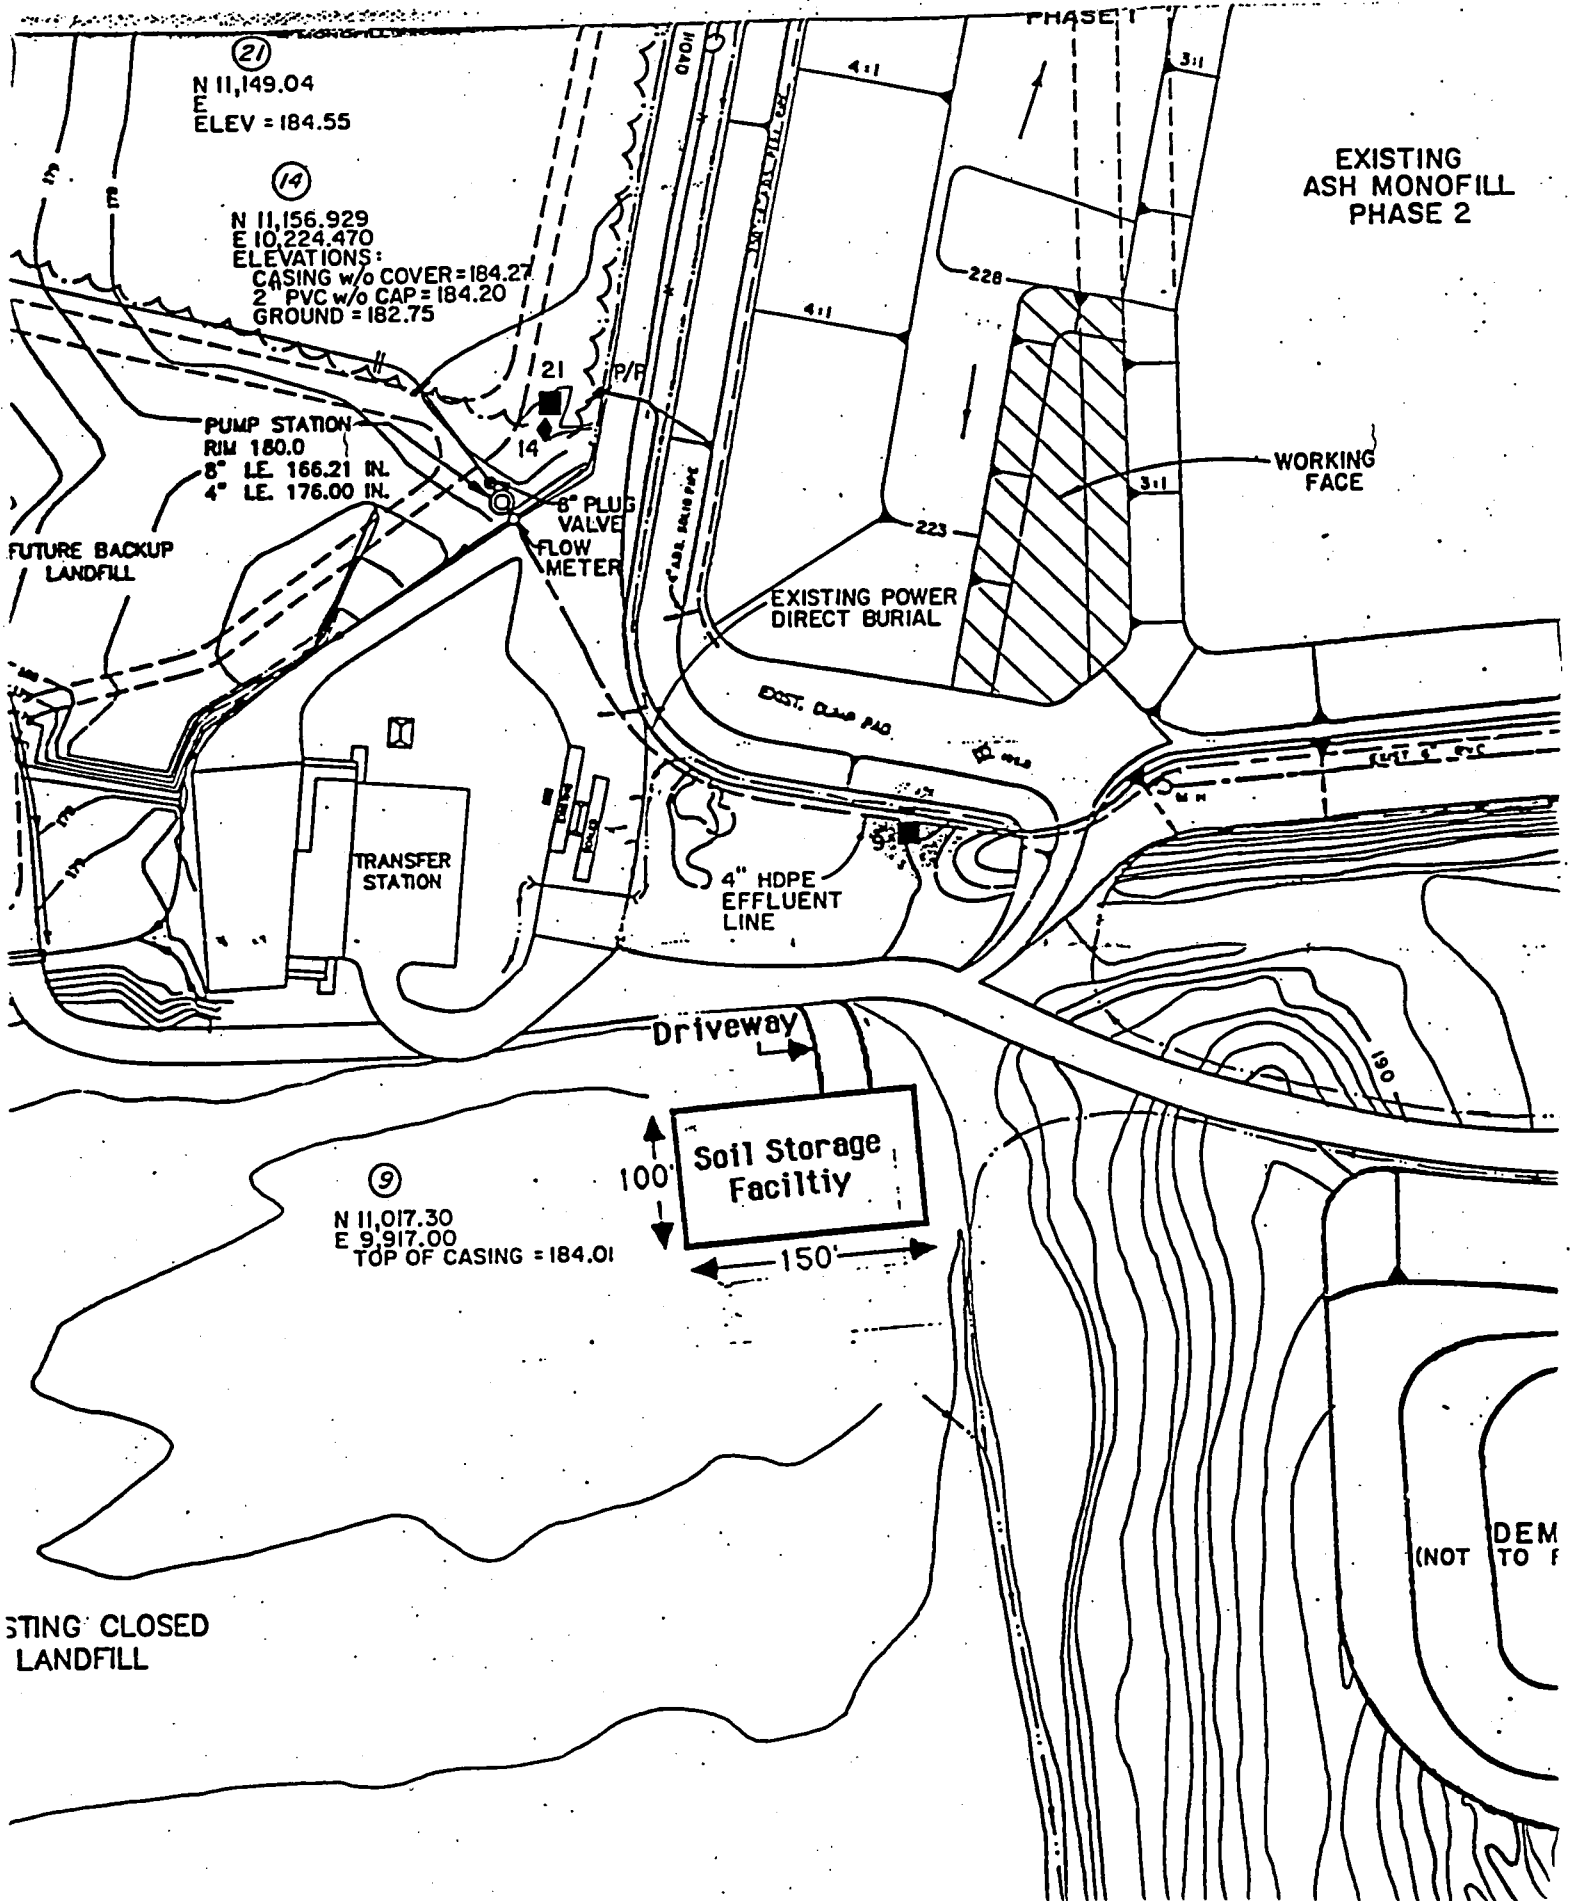 PHASE 1
21
N 11,149.04
E
ELEV = 184.55
14
N 11,156.929
E 10,224.470
ELEVATIONS:
CASING w/o COVER = 184.27
2" PVC w/o CAP = 184.20
GROUND = 182.75
ROAD
4:1
3:1
EXISTING
ASH MONOFILL
PHASE 2
228
4:1
21
P/P
14
PUMP STATION
RIM 180.0
8" I.E. 166.21 IN.
4" I.E. 176.00 IN.
8" PLUG
VALVE
FLOW
METER
WORKING
FACE
3:1
223
FUTURE BACKUP
LANDFILL
EXISTING POWER
DIRECT BURIAL
EXIST. DUMP PAD
TRANSFER
STATION
4" HDPE
EFFLUENT
LINE
9
M H
Driveway
190
Soil Storage
Faciltiy
100'
150'
9
N 11,017.30
E 9,917.00
TOP OF CASING = 184.01
DEM
(NOT TO
STING CLOSED
LANDFILL